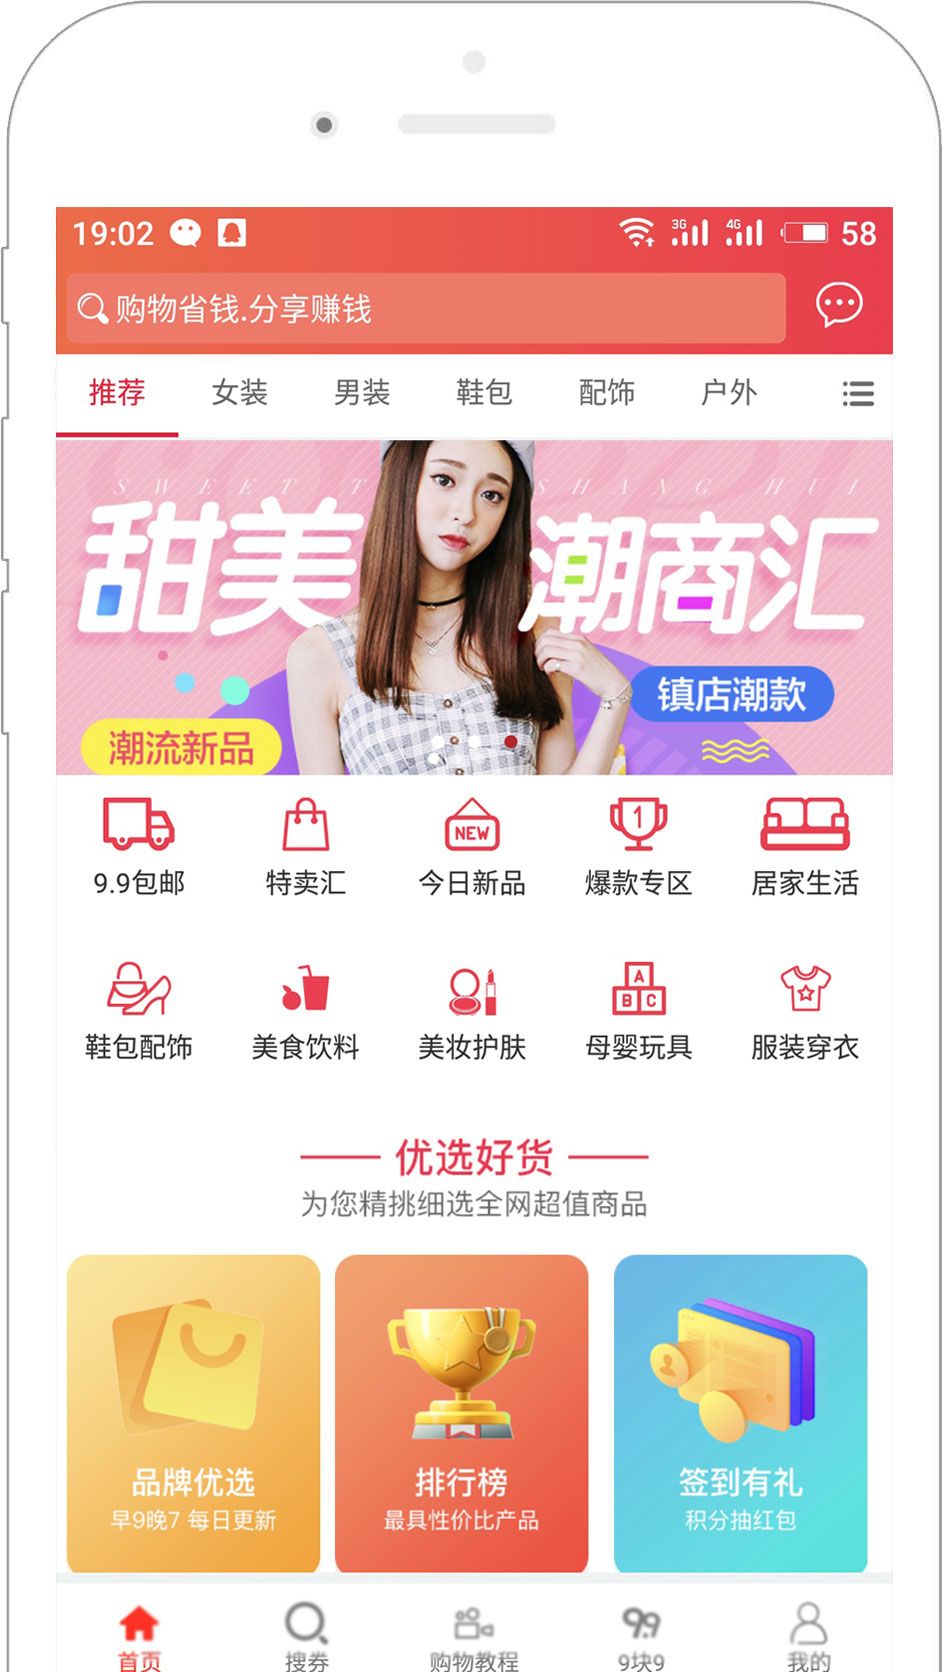 19:02 3G 4G 58
购物省钱.分享赚钱
推荐 女装 男装 鞋包 配饰 户外
SWEET T SHANG HUI
甜美 潮商汇
镇店潮款
潮流新品
NEW 1
9.9包邮 特卖汇 今日新品 爆款专区 居家生活
A
B C
鞋包配饰 美食饮料 美妆护肤 母婴玩具 服装穿衣
优选好货
为您精挑细选全网超值商品
品牌优选 排行榜 签到有礼
早9晚7 每日更新 最具性价比产品 积分抽红包
9.9
首页 搜券 购物教程 9块9 我的